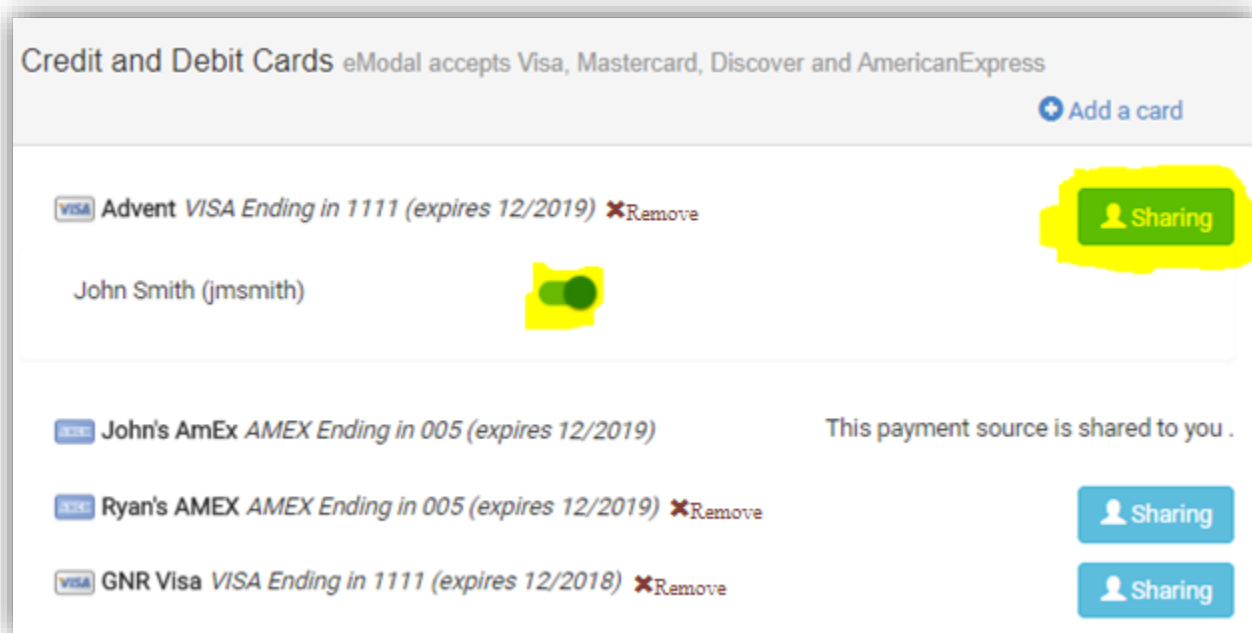 Credit and Debit Cards eModal accepts Visa, Mastercard, Discover and AmericanExpress
Add a card
VISA Advent VISA Ending in 1111 (expires 12/2019) Remove
Sharing
John Smith (jmsmith)
John's AmEx AMEX Ending in 005 (expires 12/2019)
This payment source is shared to you .
Ryan's AMEX AMEX Ending in 005 (expires 12/2019) Remove
Sharing
VISA GNR Visa VISA Ending in 1111 (expires 12/2018) Remove
Sharing